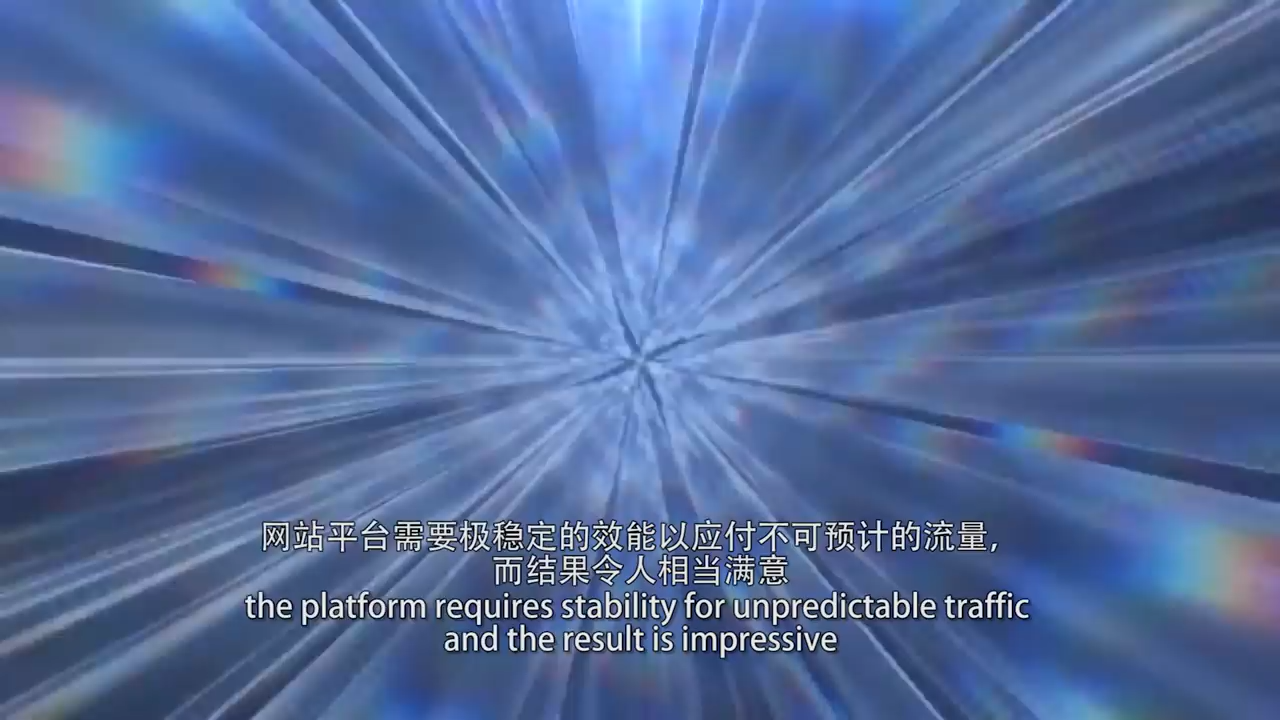 网站平台需要极稳定的效能以应付不可预计的流量,
而结果令人相当满意
the platform requires stability for unpredictable traffic
and the result is impressive